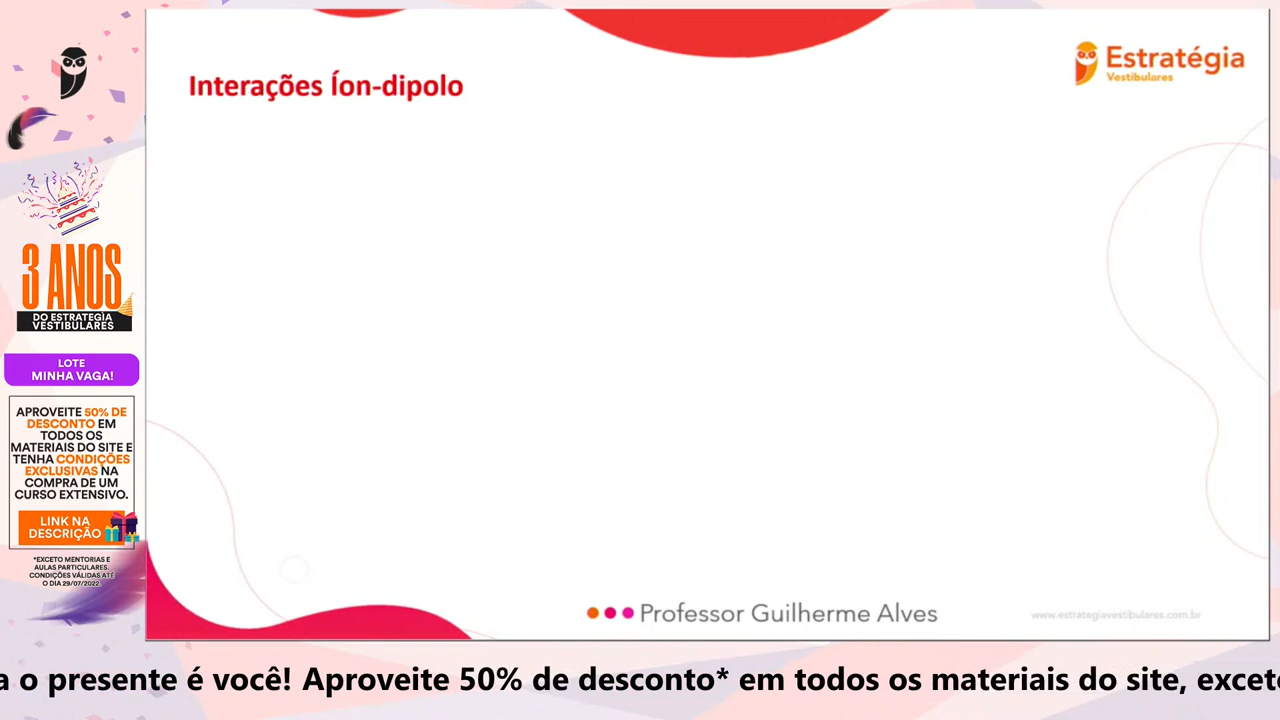 Interações Íon-dipolo
Estratégia
Vestibulares
3 ANOS
DO ESTRATEGIA
VESTIBULARES
LOTE
MINHA VAGA!
APROVEITE 50% DE
DESCONTO EM
TODOS OS
MATERIAIS DO SITE E
TENHA CONDIÇÕES
EXCLUSIVAS NA
COMPRA DE UM
CURSO EXTENSIVO.
LINK NA
DESCRIÇÃO
*EXCETO MENTORIAS E
AULAS PARTICULARES.
CONDIÇÕES VÁLIDAS ATÉ
O DIA 29/07/2022.
Professor Guilherme Alves
www.estrategiavestibulares.com.br
a o presente é você! Aproveite 50% de desconto* em todos os materiais do site, excet